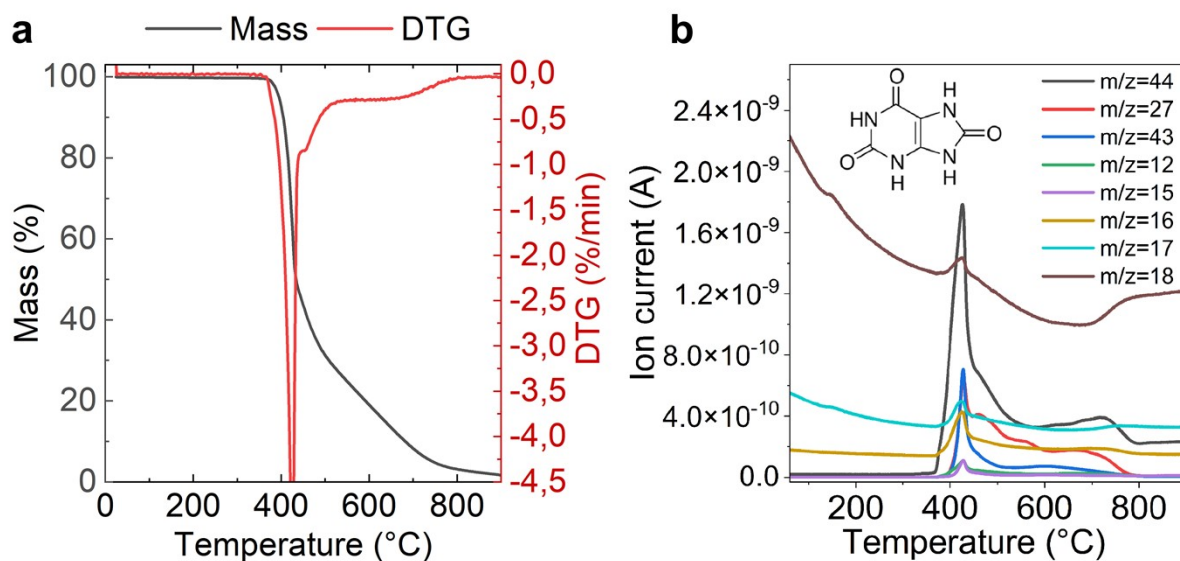 a
Mass DTG
100
80
60
40
20
0
Mass (%)
0,0
-0,5
-1,0
-1,5
-2,0
-2,5
-3,0
-3,5
-4,0
-4,5
DTG (%/min)
0 200 400 600 800
Temperature (°C)
b
2.4×10⁻⁹
2.0×10⁻⁹
1.6×10⁻⁹
1.2×10⁻⁹
8.0×10⁻¹⁰
4.0×10⁻¹⁰
0.0
Ion current (A)
O H
HN N
O
O N N
H H
m/z=44
m/z=27
m/z=43
m/z=12
m/z=15
m/z=16
m/z=17
m/z=18
200 400 600 800
Temperature (°C)